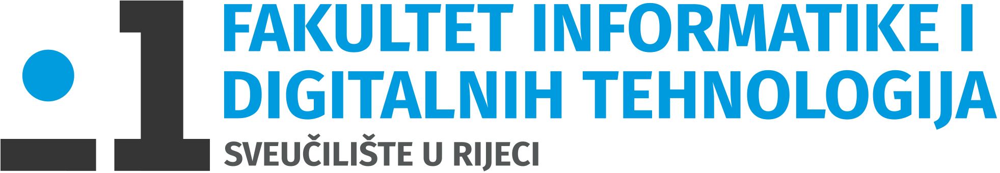 FAKULTET INFORMATIKE I
DIGITALNIH TEHNOLOGIJA
SVEUČILIŠTE U RIJECI